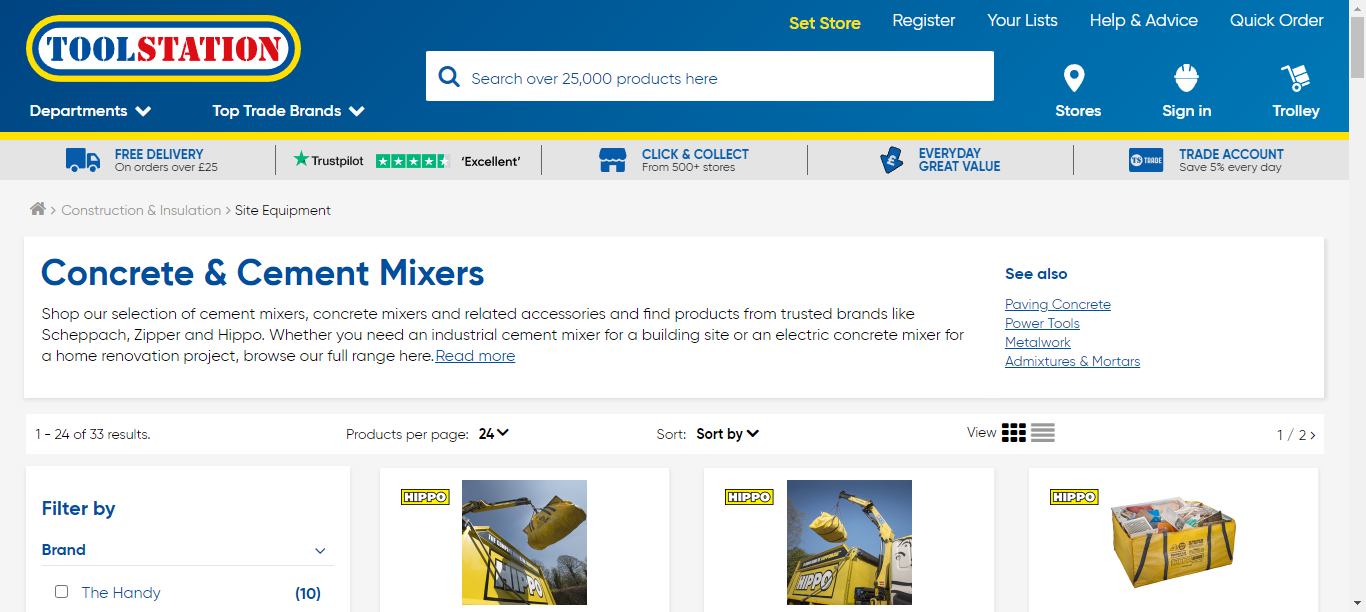 Set Store
Register
Your Lists
Help & Advice
Quick Order
TOOLSTATION
Search over 25,000 products here
Departments
Top Trade Brands
Stores
Sign in
Trolley
FREE DELIVERY
On orders over £25
Trustpilot
‘Excellent’
CLICK & COLLECT
From 500+ stores
£
EVERYDAY
GREAT VALUE
TS TRADE
TRADE ACCOUNT
Save 5% every day
> Construction & Insulation > Site Equipment
Concrete & Cement Mixers
Shop our selection of cement mixers, concrete mixers and related accessories and find products from trusted brands like
Scheppach, Zipper and Hippo. Whether you need an industrial cement mixer for a building site or an electric concrete mixer for
a home renovation project, browse our full range here.Read more
See also
Paving Concrete
Power Tools
Metalwork
Admixtures & Mortars
1 - 24 of 33 results.
Products per page: 24
Sort: Sort by
View
1 / 2 >
Filter by
Brand
The Handy (10)
HIPPO
HIPPO
HIPPO
HIPPO
HIPPO